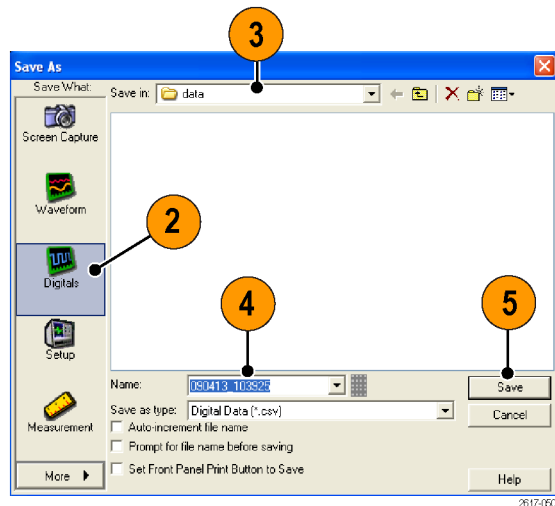 3
Save As
Save What:
Save in: data
Screen Capture
Waveform
2
Digitals
4
5
Setup
Name: 090413_103925
Save
Save as type: Digital Data (*.csv)
Cancel
Auto-increment file name
Measurement
Prompt for file name before saving
Set Front Panel Print Button to Save
More
Help
2617-050